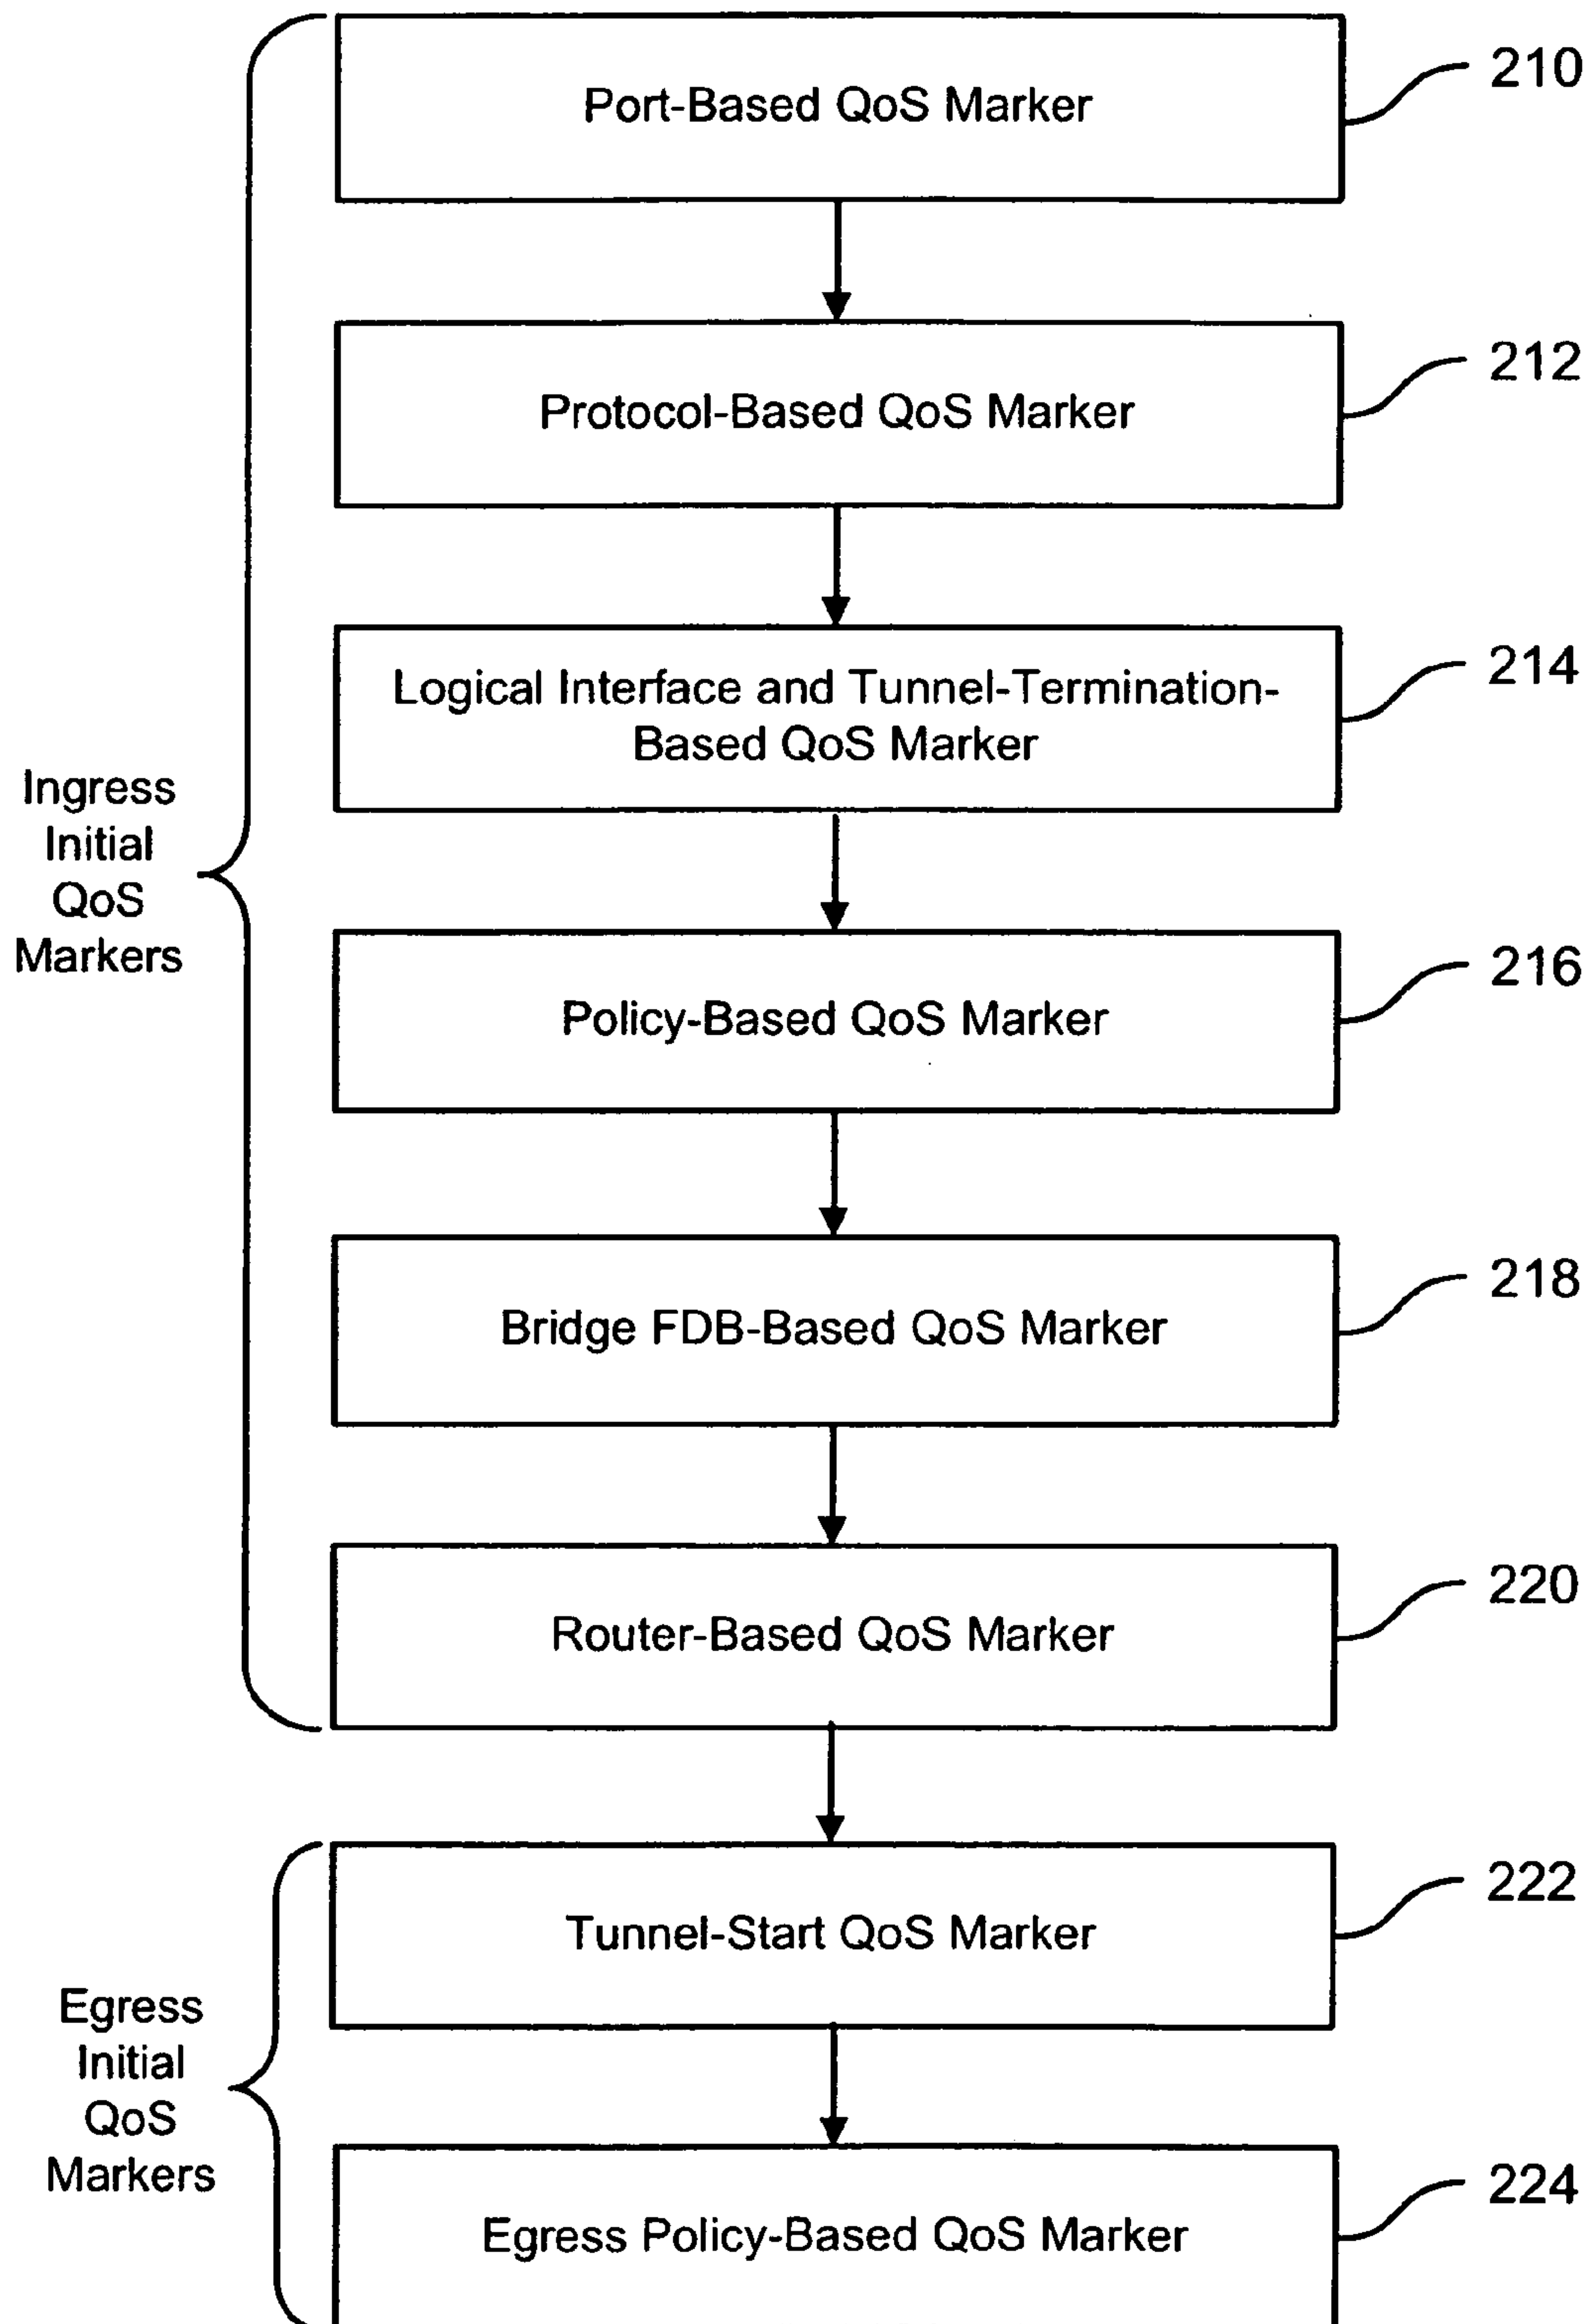 Port-Based QoS Marker
210
Protocol-Based QoS Marker
212
Logical Interface and Tunnel-Termination-
Based QoS Marker
214
Ingress
Initial
QoS
Markers
Policy-Based QoS Marker
216
Bridge FDB-Based QoS Marker
218
Router-Based QoS Marker
220
Tunnel-Start QoS Marker
222
Egress
Initial
QoS
Markers
Egress Policy-Based QoS Marker
224